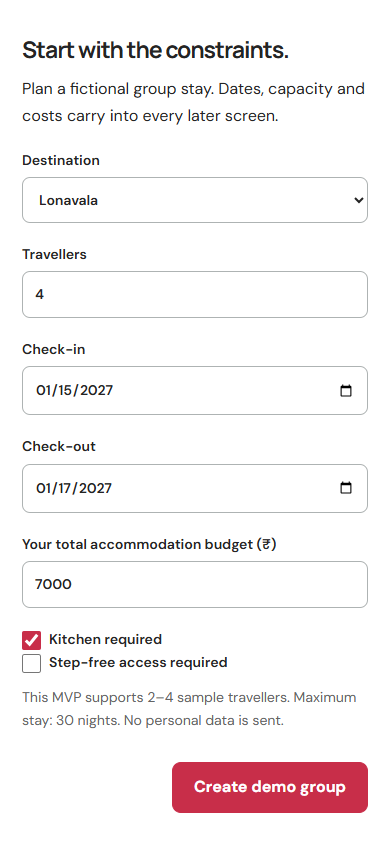 Start with the constraints.
Plan a fictional group stay. Dates, capacity and
costs carry into every later screen.
Destination
Lonavala
Travellers
4
Check-in
01/15/2027
Check-out
01/17/2027
Your total accommodation budget (₹)
7000
Kitchen required
Step-free access required
This MVP supports 2–4 sample travellers. Maximum
stay: 30 nights. No personal data is sent.
Create demo group